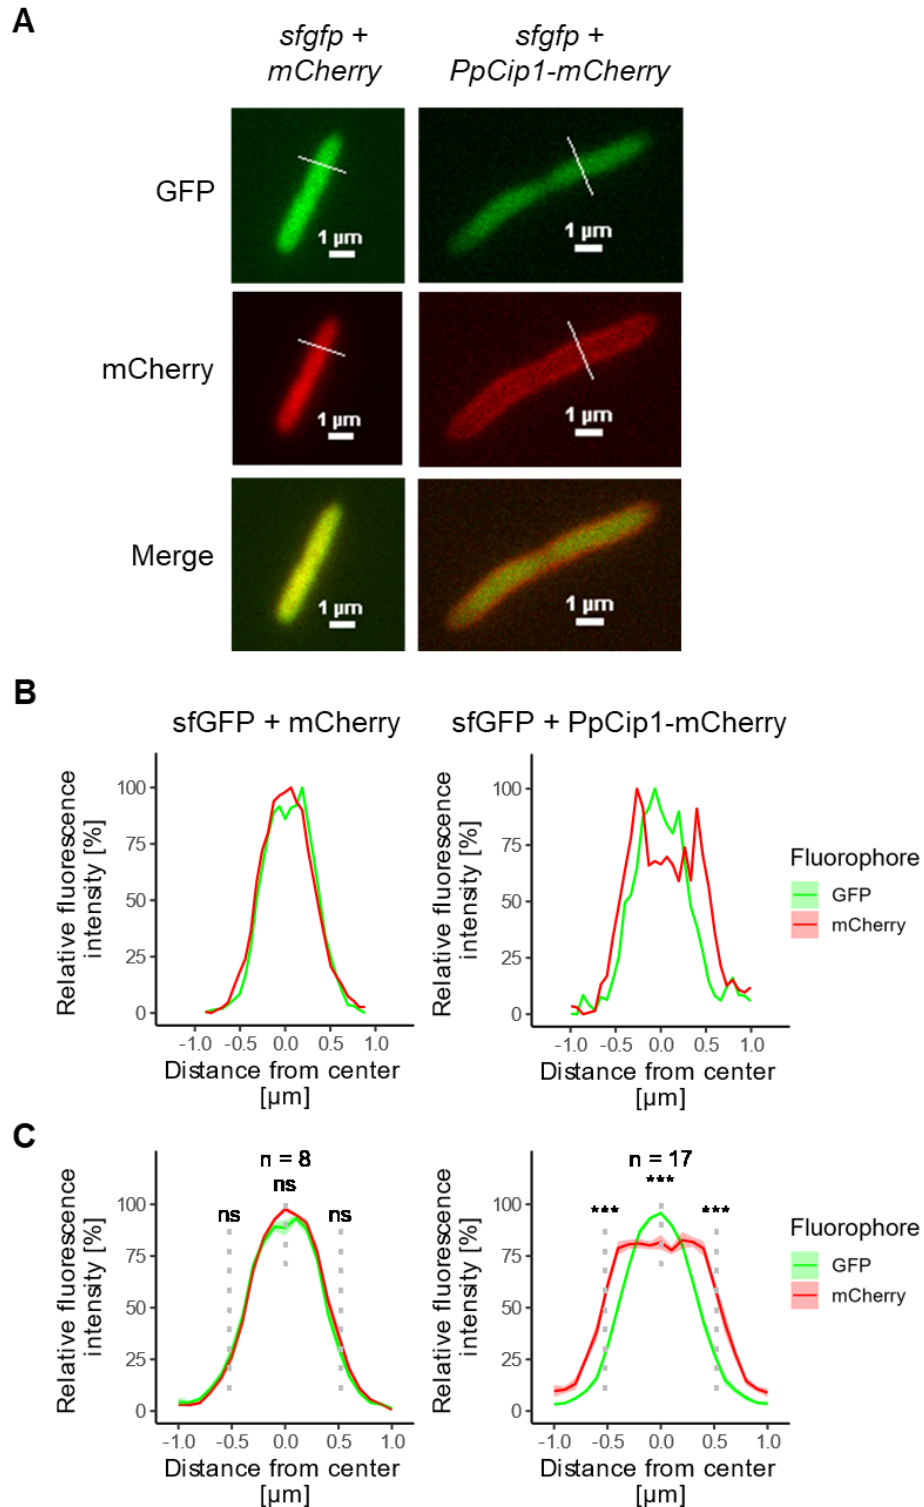 A
sfgfp +
mCherry
sfgfp +
PpCip1-mCherry
GFP
1 µm
1 µm
mCherry
1 µm
1 µm
Merge
1 µm
1 µm
B
sfGFP + mCherry
sfGFP + PpCip1-mCherry
Relative fluorescence
intensity [%]
100
75
50
25
0
-1.0 -0.5 0.0 0.5 1.0
Distance from center
[µm]
Relative fluorescence
intensity [%]
100
75
50
25
0
-1.0 -0.5 0.0 0.5 1.0
Distance from center
[µm]
Fluorophore
GFP
mCherry
C
n = 8
ns
ns
ns
Relative fluorescence
intensity [%]
100
75
50
25
0
-1.0 -0.5 0.0 0.5 1.0
Distance from center
[µm]
n = 17
***
***
***
Relative fluorescence
intensity [%]
100
75
50
25
0
-1.0 -0.5 0.0 0.5 1.0
Distance from center
[µm]
Fluorophore
GFP
mCherry